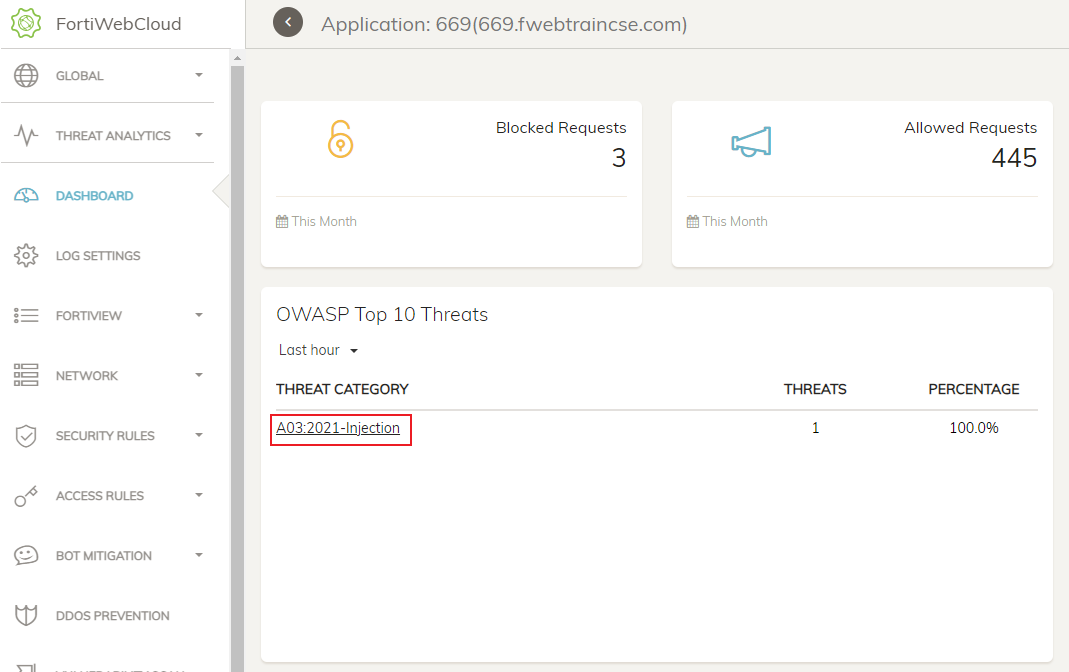 FortiWebCloud
GLOBAL
THREAT ANALYTICS
DASHBOARD
LOG SETTINGS
FORTIVIEW
NETWORK
SECURITY RULES
ACCESS RULES
BOT MITIGATION
DDOS PREVENTION
Application: 669(669.fwebtraincse.com)
Blocked Requests
3
This Month
Allowed Requests
445
This Month
OWASP Top 10 Threats
Last hour
THREAT CATEGORY THREATS PERCENTAGE
A03:2021-Injection 1 100.0%